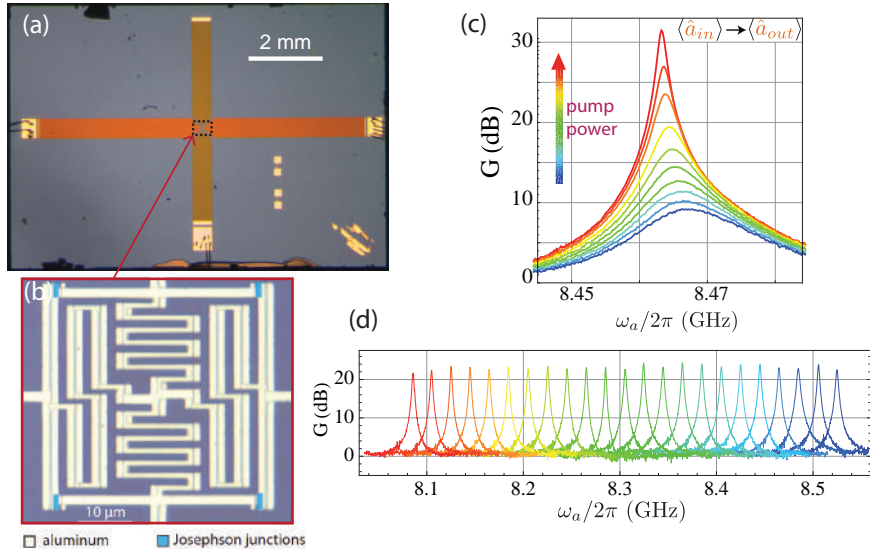 (a)
2 mm
(b)
10 μm
aluminum
Josephson junctions
(c)
⟨â_in⟩→⟨â_out⟩
pump
power
G (dB)
30
20
10
0
8.45
8.47
ω_a/2π (GHz)
(d)
G (dB)
20
0
8.1
8.2
8.3
8.4
8.5
ω_a/2π (GHz)